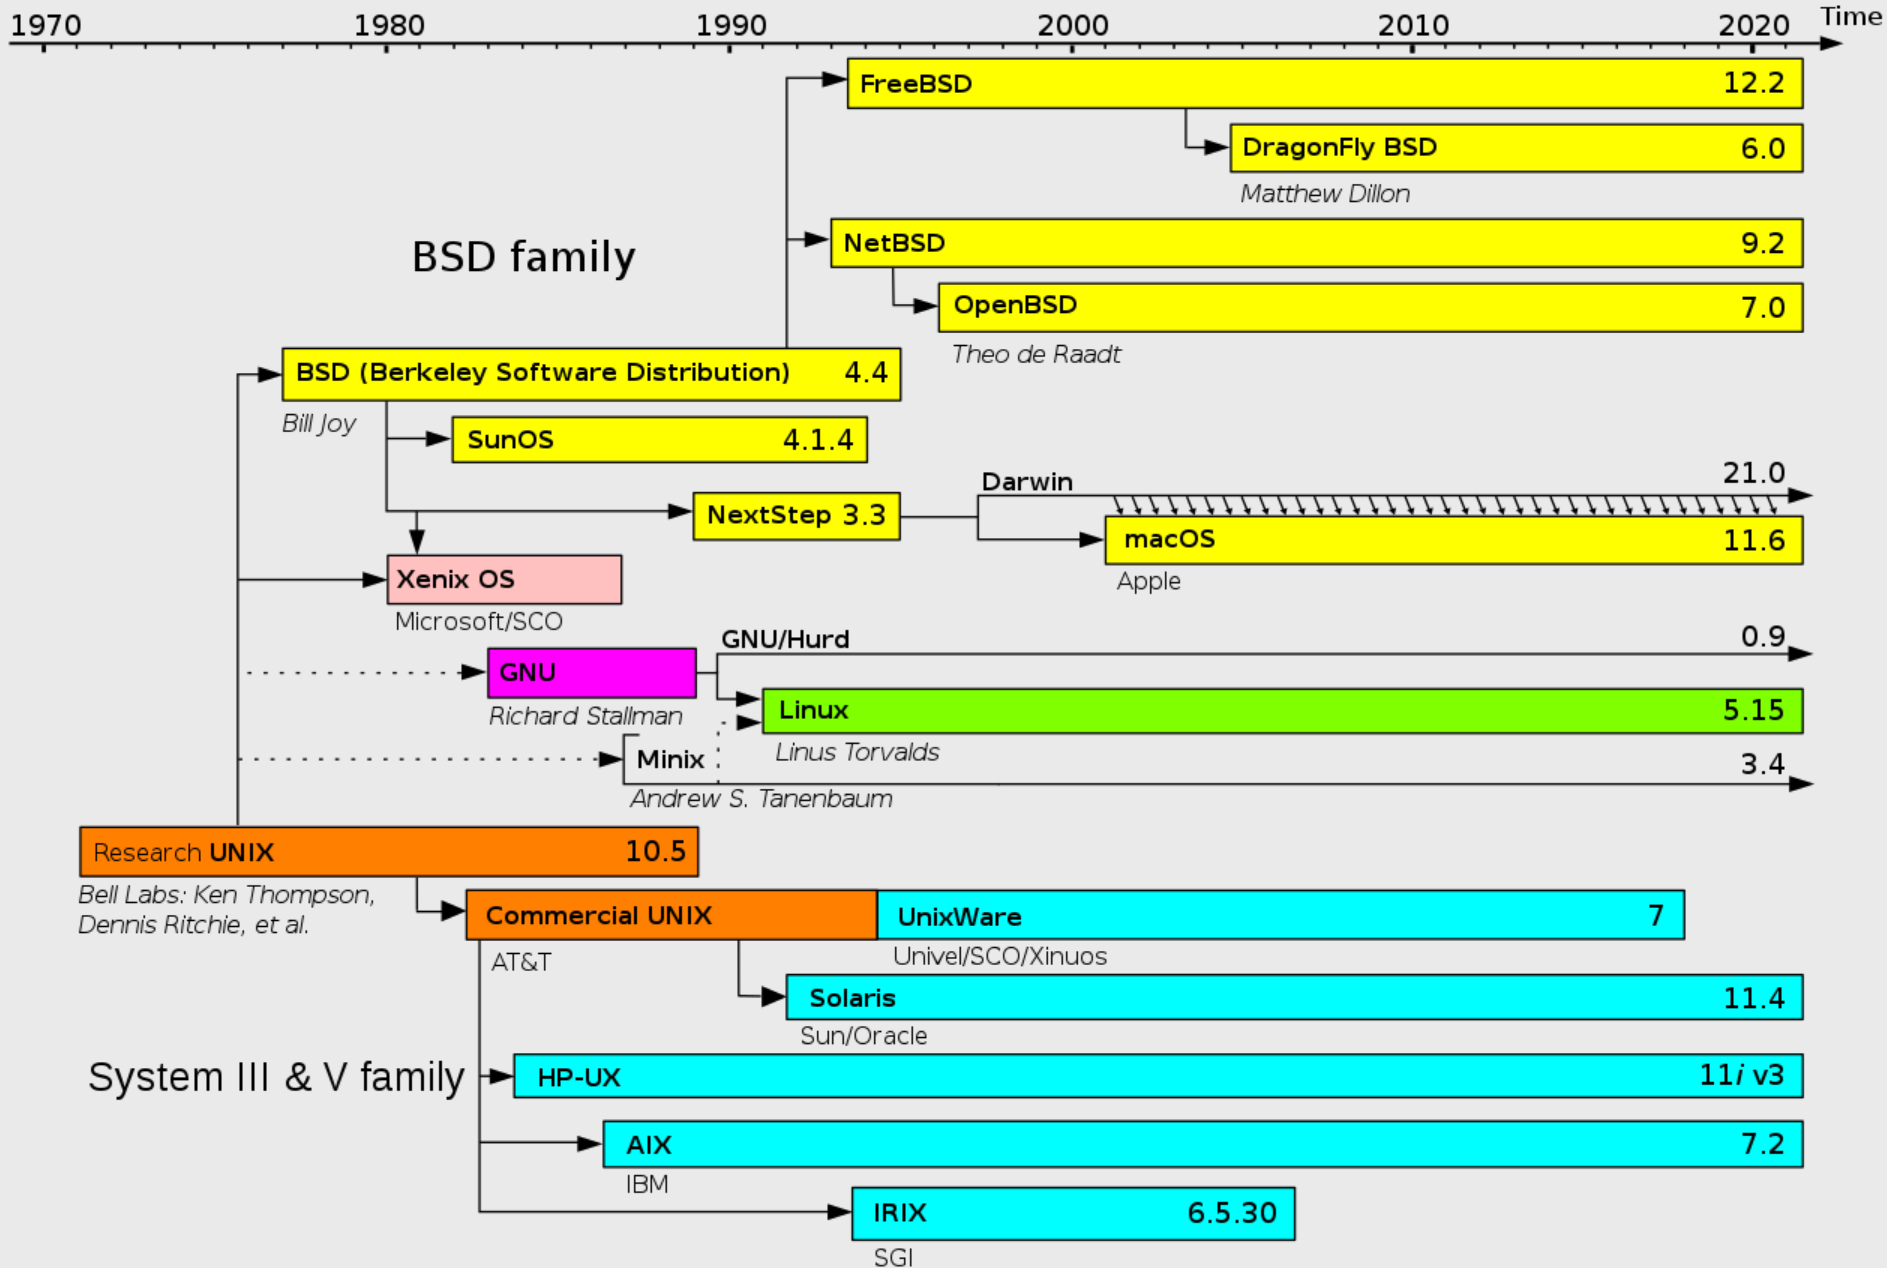 1970 1980 1990 2000 2010 2020 Time
FreeBSD 12.2
DragonFly BSD 6.0
Matthew Dillon
BSD family
NetBSD 9.2
OpenBSD 7.0
Theo de Raadt
BSD (Berkeley Software Distribution) 4.4
Bill Joy
SunOS 4.1.4
Darwin 21.0
NextStep 3.3
macOS 11.6
Apple
Xenix OS
Microsoft/SCO
GNU/Hurd 0.9
GNU
Richard Stallman
Linux 5.15
Linus Torvalds
Minix 3.4
Andrew S. Tanenbaum
Research UNIX 10.5
Bell Labs: Ken Thompson,
Dennis Ritchie, et al.
Commercial UNIX
AT&T
UnixWare 7
Univel/SCO/Xinuos
Solaris 11.4
Sun/Oracle
System III & V family
HP-UX 11i v3
AIX 7.2
IBM
IRIX 6.5.30
SGI